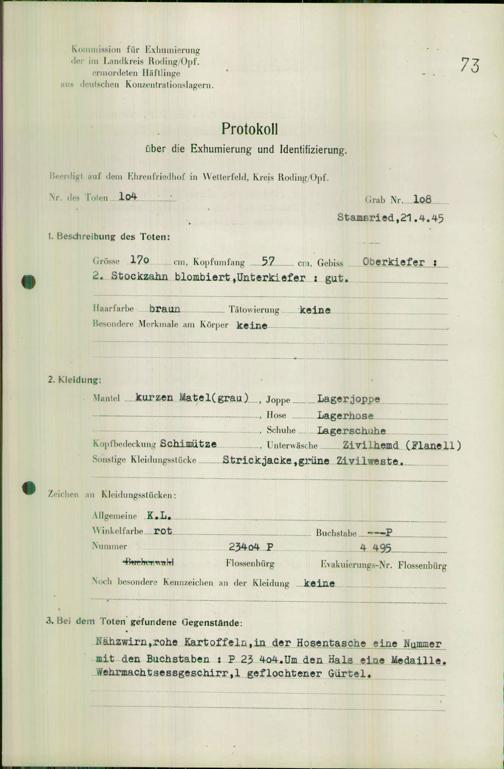 73
Kommission für Exhumierung
der im Landkreis Roding/Opf.
ermordeten Häftlinge
aus deutschen Konzentrationslagern.
Protokoll
über die Exhumierung und Identifizierung.
Beerdigt auf dem Ehrenfriedhof in Wetterfeld, Kreis Roding/Opf.
Nr. des Toten 104 Grab Nr. 108
Stamsried,21.4.45
1. Beschreibung des Toten:
Grösse 170 cm, Kopfumfang 57 cm, Gebiss Oberkiefer :
2. Stockzahn blombiert,Unterkiefer : gut.
Haarfarbe braun Tätowierung keine
Besondere Merkmale am Körper keine
2. Kleidung:
Mantel kurzen Matel(grau) , Joppe Lagerjoppe
, Hose Lagerhose
, Schuhe Lagerschuhe
Kopfbedeckung Schimütze , Unterwäsche Zivilhemd (Flanell)
Sonstige Kleidungsstücke Strickjacke,grüne Zivilweste.
Zeichen an Kleidungsstücken:
Allgemeine K.L.
Winkelfarbe rot Buchstabe ---P
Nummer 23404 P 4 495
Buchenwald Flossenbürg Evakuierungs-Nr. Flossenbürg
Noch besondere Kennzeichen an der Kleidung keine
3. Bei dem Toten gefundene Gegenstände:
Nähzwirn,rohe Kartoffeln,in der Hosentasche eine Nummer
mit den Buchstaben : P 23 404.Um den Hals eine Medaille.
Wehrmachtsessgeschirr,1 geflochtener Gürtel.